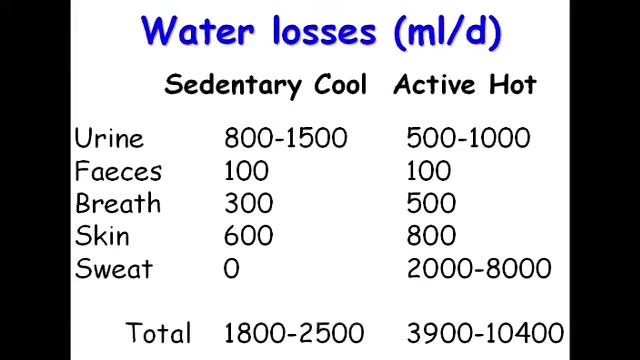 Water losses (ml/d)
Sedentary Cool Active Hot
Urine 800-1500 500-1000
Faeces 100 100
Breath 300 500
Skin 600 800
Sweat 0 2000-8000
Total 1800-2500 3900-10400